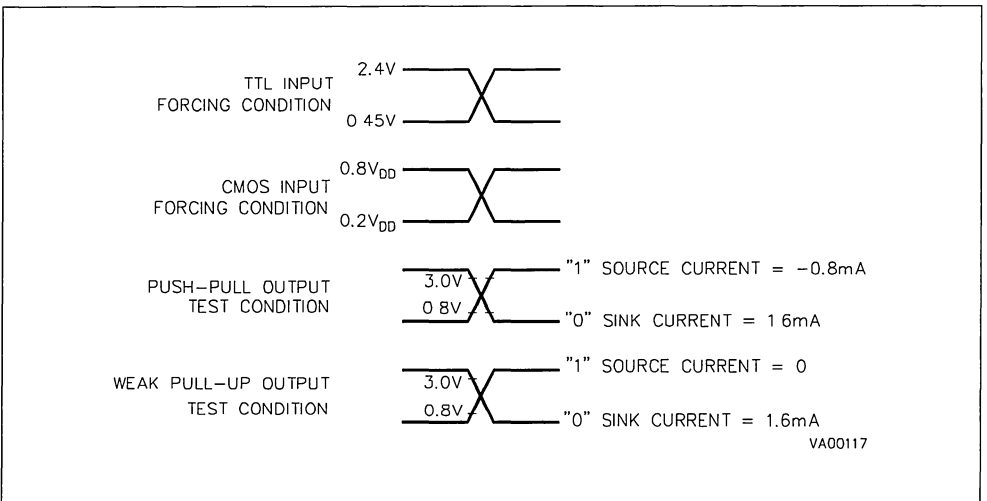 TTL INPUT
FORCING CONDITION
2.4V
0 45V
CMOS INPUT
FORCING CONDITION
0.8VDD
0.2VDD
PUSH-PULL OUTPUT
TEST CONDITION
3.0V
0 8V
"1" SOURCE CURRENT = -0.8mA
"0" SINK CURRENT = 1 6mA
WEAK PULL-UP OUTPUT
TEST CONDITION
3.0V
0.8V
"1" SOURCE CURRENT = 0
"0" SINK CURRENT = 1.6mA
VA00117